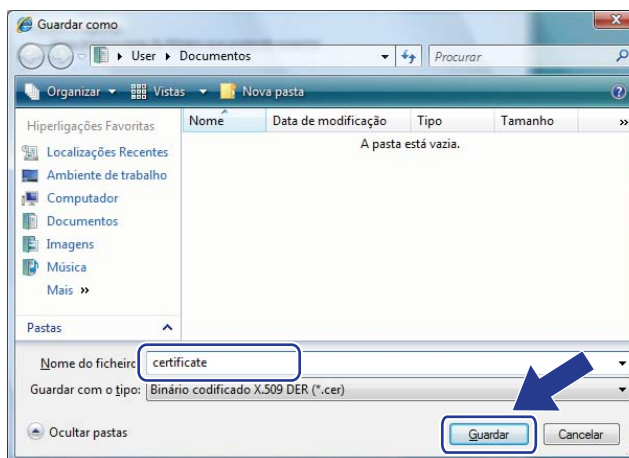 Guardar como
User ▸ Documentos
Procurar
Organizar Vistas Nova pasta
Hiperligações Favoritas
Nome Data de modificação Tipo Tamanho »
A pasta está vazia.
Localizações Recentes
Ambiente de trabalho
Computador
Documentos
Imagens
Música
Mais »
Pastas
Nome do ficheiro: certificate
Guardar com o tipo: Binário codificado X.509 DER (*.cer)
Ocultar pastas
Guardar
Cancelar